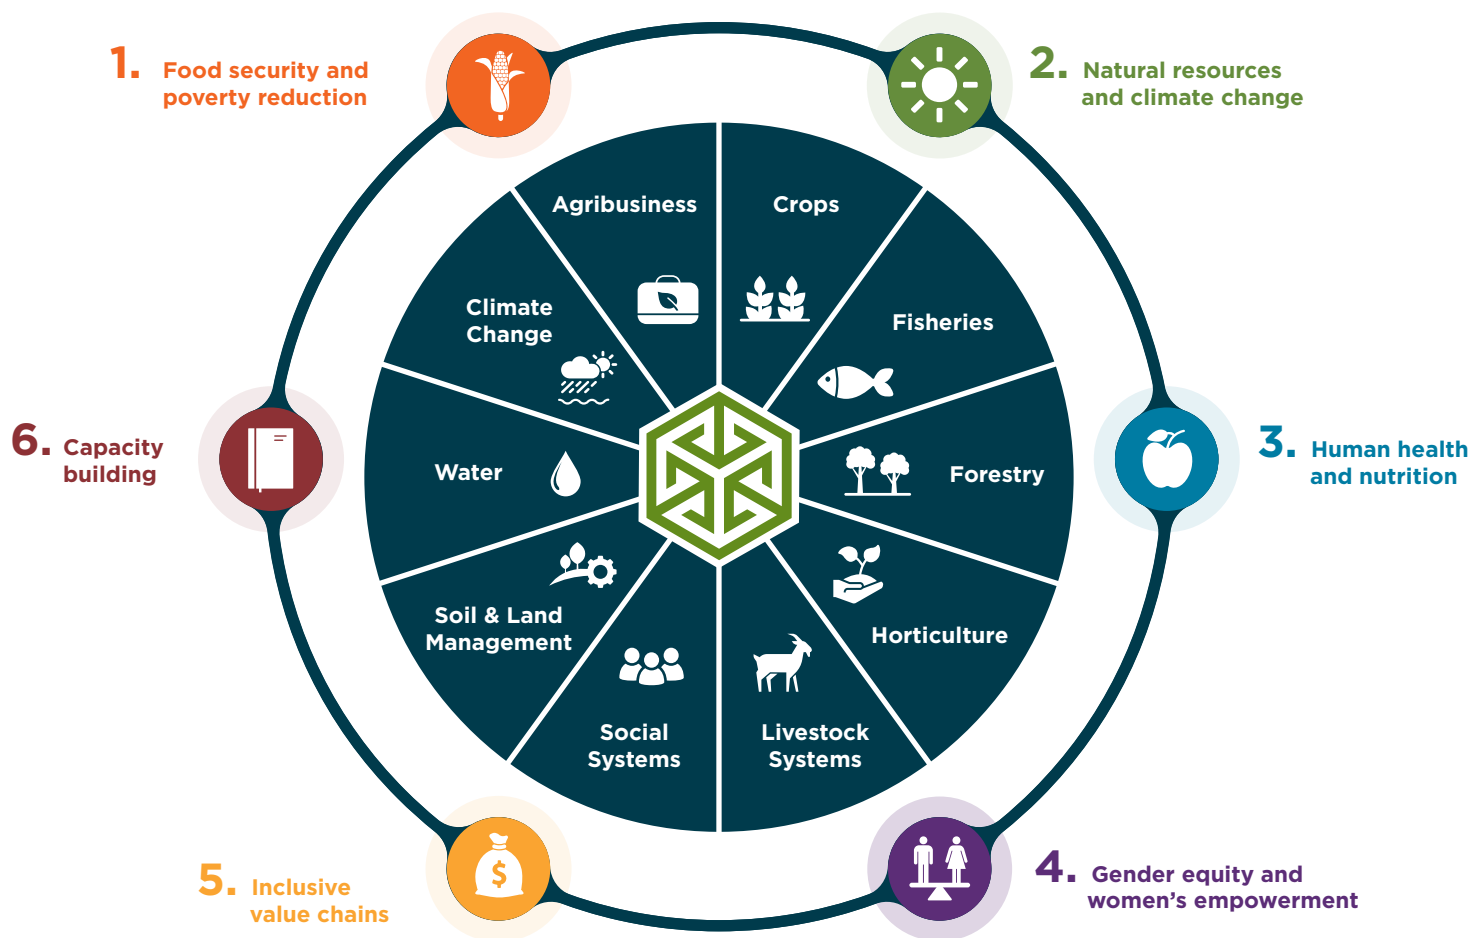 1. Food security and
poverty reduction
2. Natural resources
and climate change
Agribusiness
Crops
Climate
Change
Fisheries
6. Capacity
building
Water
Forestry
3. Human health
and nutrition
Soil & Land
Management
Horticulture
Social
Systems
Livestock
Systems
5. Inclusive
value chains
$
4. Gender equity and
women's empowerment